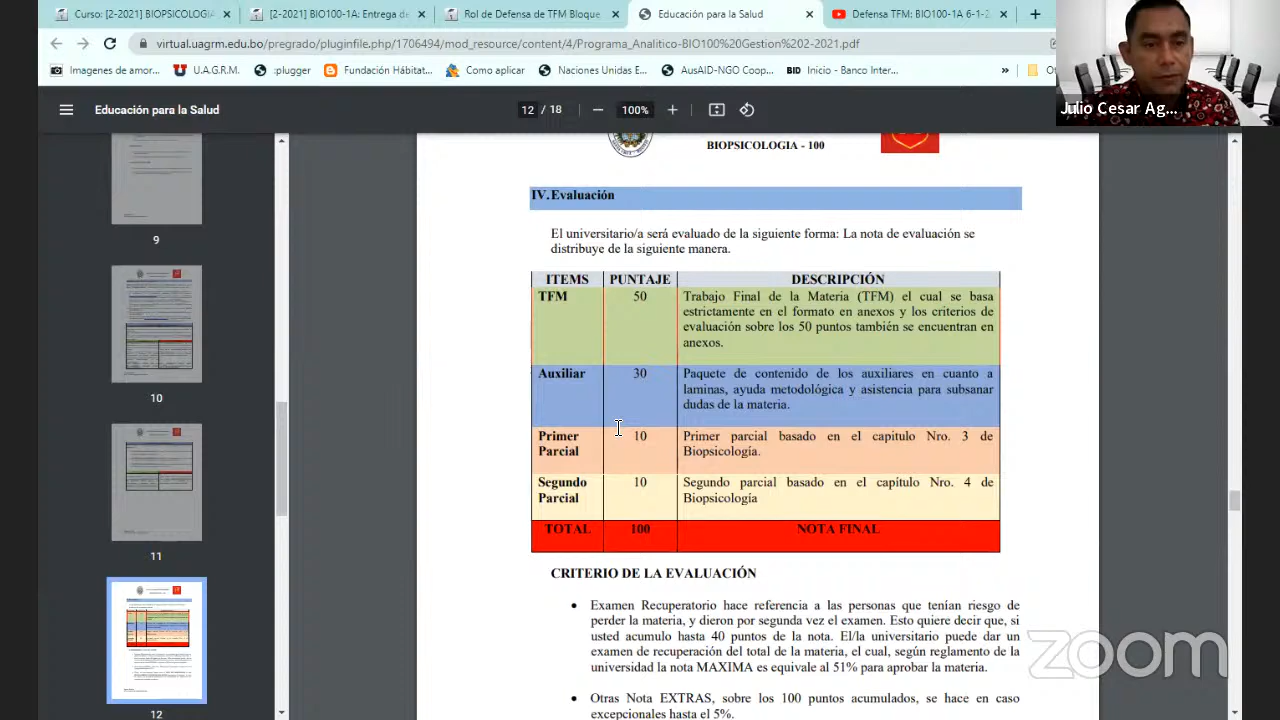 Curso: [2-2021] BIOPSICOLOGIA
[2-2021] BIO100-1A: Entrega de
Rol de Defensa de TFM Bloque
Educación para la Salud
Defensa TFM: BIO100-1A 6-1-2
virtual.uagrm.edu.bo/pregrado/pluginfile.php/1706494/mod_resource/content/4/Programa_Analitico-BIO100%20Gestion%202-2021.pdf
Imagenes de amor...
U.A.G.R.M.
:plugger
Fundación Hábitat...
Como aplicar
Naciones Unidas E...
AusAID-NGO Coop...
BID Inicio - Banco Inter...
»
Educación para la Salud
12 / 18
100%
Julio Cesar Ag...
9
10
11
12
BIOPSICOLOGIA - 100
IV. Evaluación
El universitario/a será evaluado de la siguiente forma: La nota de evaluación se
distribuye de la siguiente manera.
ITEMS PUNTAJE DESCRIPCIÓN
TFM 50 Trabajo Final de la Materia (TFM) el cual se basa
estrictamente en el formato en anexos y los criterios de
evaluación sobre los 50 puntos también se encuentran en
anexos.
Auxiliar 30 Paquete de contenido de los auxiliares en cuanto a
laminas, ayuda metodológica y asistencia para subsanar
dudas de la materia.
Primer 10 Primer parcial basado en el capitulo Nro. 3 de
Parcial Biopsicología.
Segundo 10 Segundo parcial basado en el capítulo Nro. 4 de
Parcial Biopsicología
TOTAL 100 NOTA FINAL
CRITERIO DE LA EVALUACIÓN
• Examen Recuperatorio hace referencia a las personas que tenían riesgo de
perder la materia, y dieron por segunda vez el examen. Esto quiere decir que, si
usted acumulo hasta 40 puntos de la nota el universitario puede dar un
examen de recuperación del total de la materia, el cual, según reglamento de la
universidad la nota MAXIMA es equivale al 51% para aprobar la materia.
• Otras Nota EXTRAS, sobre los 100 puntos acumulados, se hace en caso
excepcionales hasta el 5%.
zoom